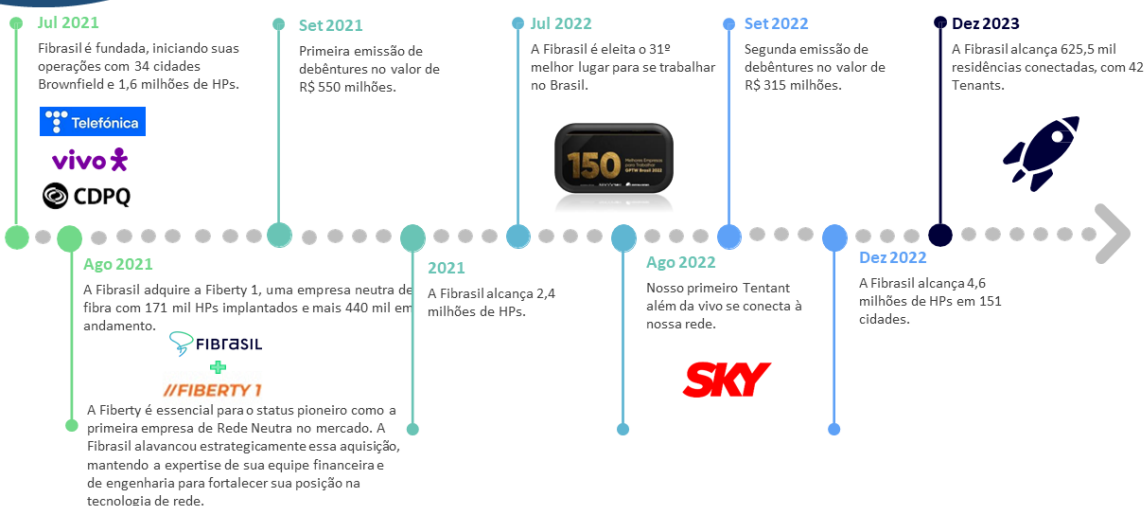 Jul 2021
Fibrasil é fundada, iniciando suas
operações com 34 cidades
Brownfield e 1,6 milhões de HPs.
Telefónica
vivo
CDPQ
Set 2021
Primeira emissão de
debêntures no valor de
R$ 550 milhões.
Jul 2022
A Fibrasil é eleita o 31º
melhor lugar para se trabalhar
no Brasil.
150
Melhores Empresas
para Trabalhar
GPTW Brasil 2022
Set 2022
Segunda emissão de
debêntures no valor de
R$ 315 milhões.
Dez 2023
A Fibrasil alcança 625,5 mil
residências conectadas, com 42
Tenants.
Ago 2021
A Fibrasil adquire a Fiberty 1, uma empresa neutra de
fibra com 171 mil HPs implantados e mais 440 mil em
andamento.
FIBrasIL
//FIBERTY 1
A Fiberty é essencial para o status pioneiro como a
primeira empresa de Rede Neutra no mercado. A
Fibrasil alavancou estrategicamente essa aquisição,
mantendo a expertise de sua equipe financeira e
de engenharia para fortalecer sua posição na
tecnologia de rede.
2021
A Fibrasil alcança 2,4
milhões de HPs.
Ago 2022
Nosso primeiro Tentant
além da vivo se conecta à
nossa rede.
SKY
Dez 2022
A Fibrasil alcança 4,6
milhões de HPs em 151
cidades.